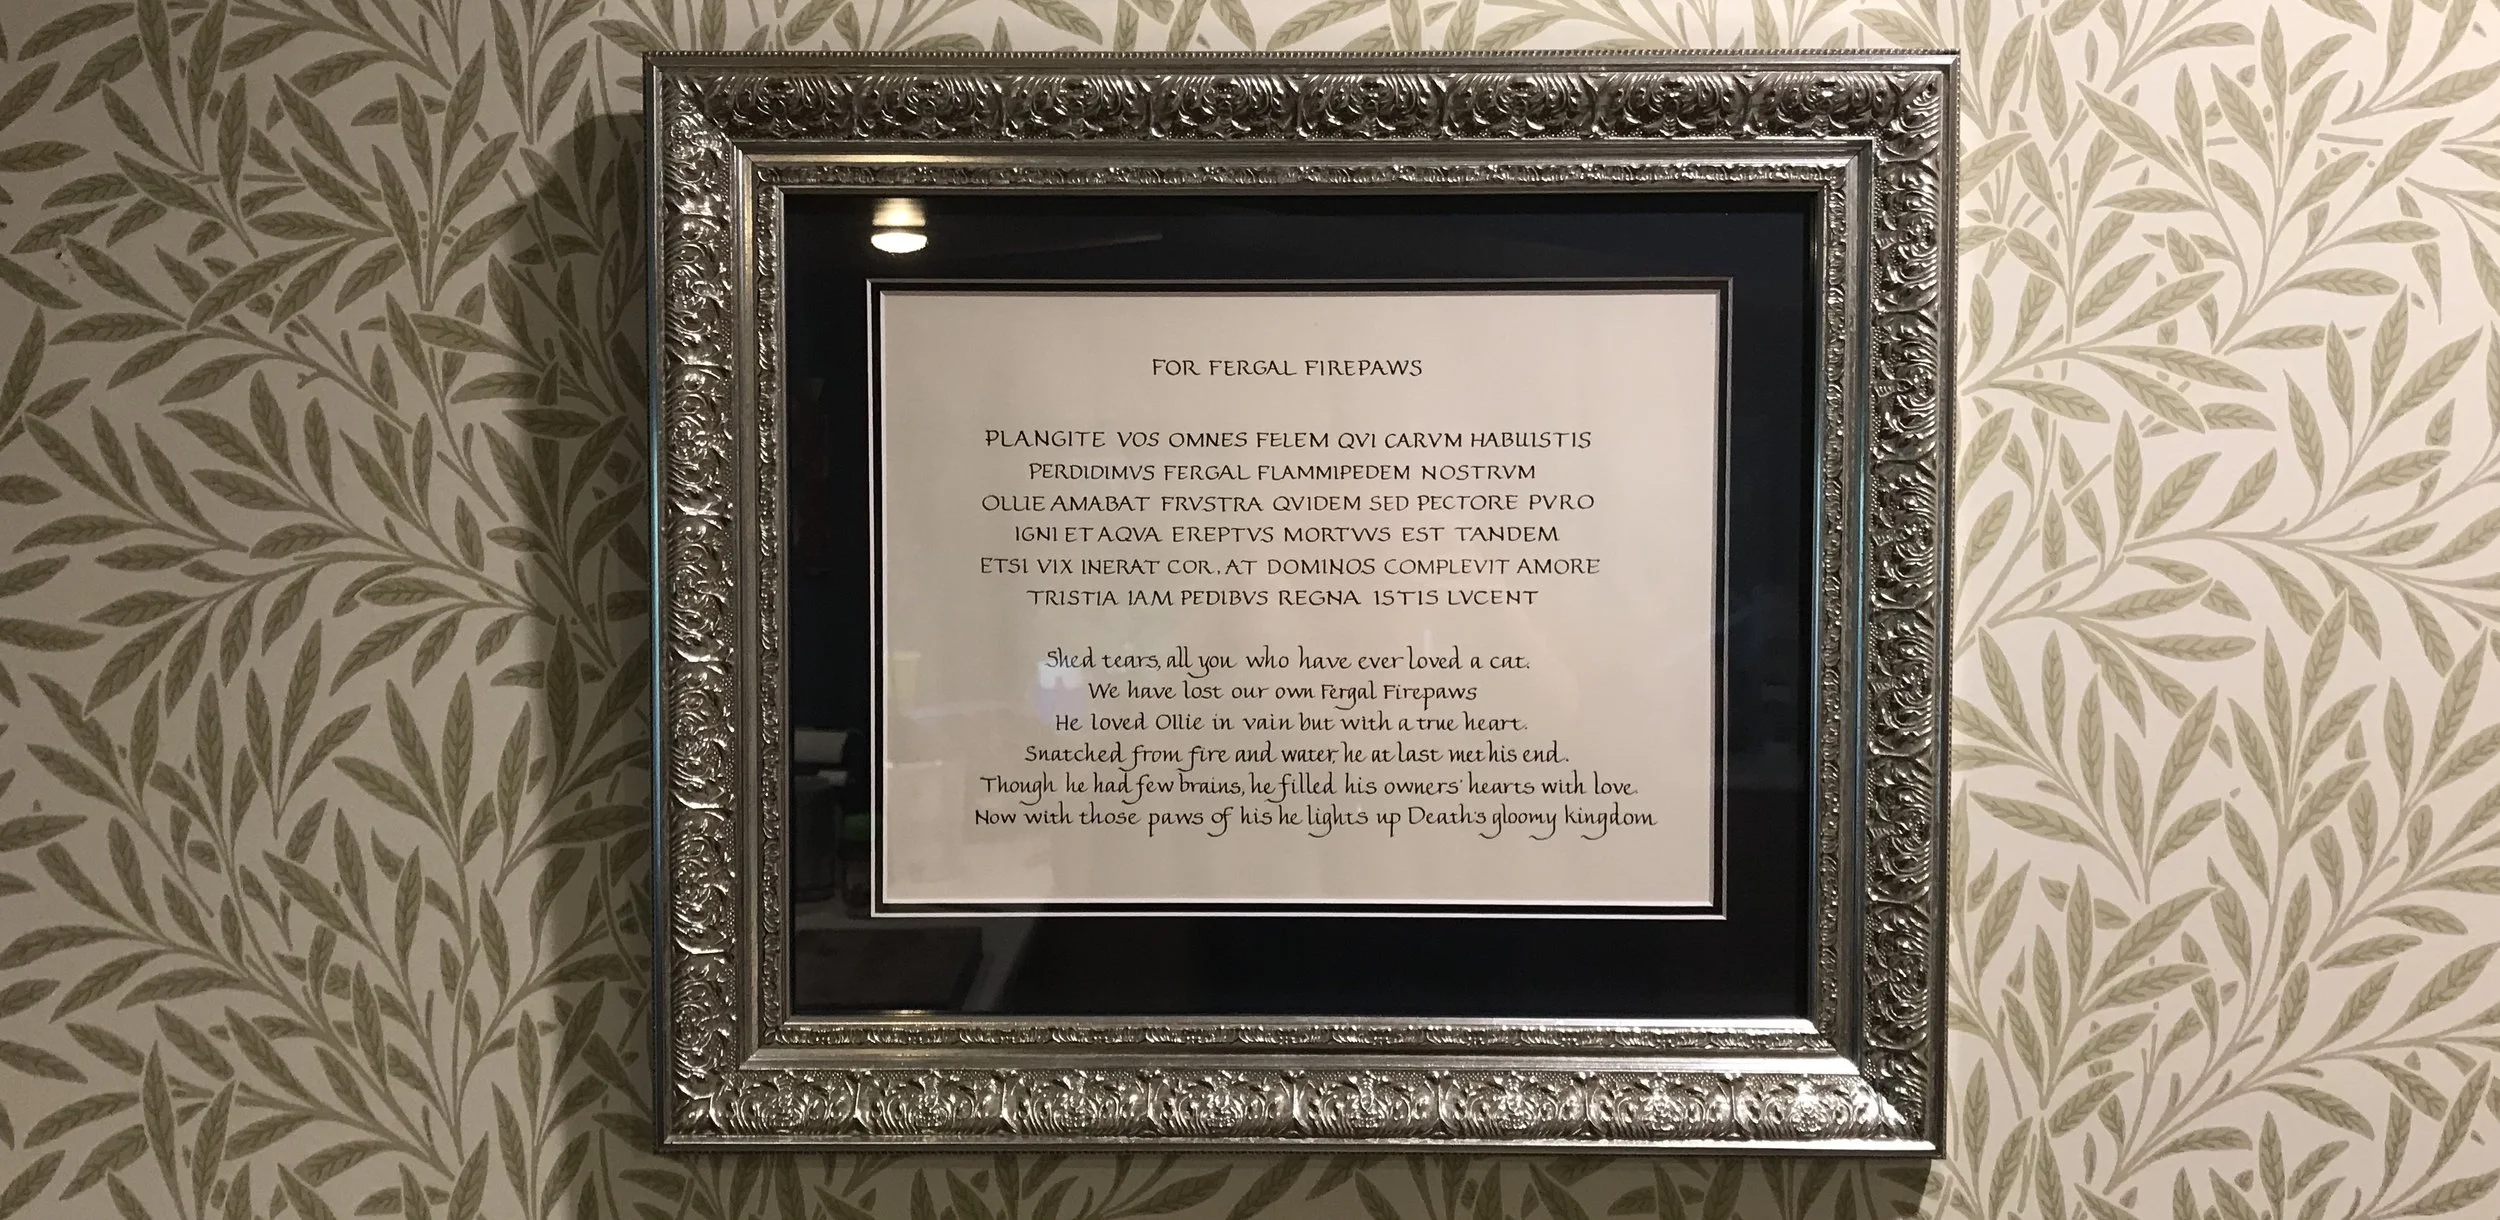 FOR FERGAL FIREPAWS
PLANGITE VOS OMNES FELEM QVI CARVM HABUISTIS
PERDIDIMVS FERGAL FLAMMIPEDEM NOSTRVM
OLLIE AMABAT FRVSTRA QVIDEM SED PECTORE PVRO
IGNI ET AQVA EREPTVS MORTVVS EST TANDEM
ETSI VIX INERAT COR, AT DOMINOS COMPLEVIT AMORE
TRISTIA IAM PEDIBVS REGNA ISTIS LVCENT
Shed tears, all you who have ever loved a cat.
We have lost our own Fergal Firepaws
He loved Ollie in vain but with a true heart.
Snatched from fire and water, he at last met his end.
Though he had few brains, he filled his owners' hearts with love.
Now with those paws of his he lights up Death's gloomy kingdom